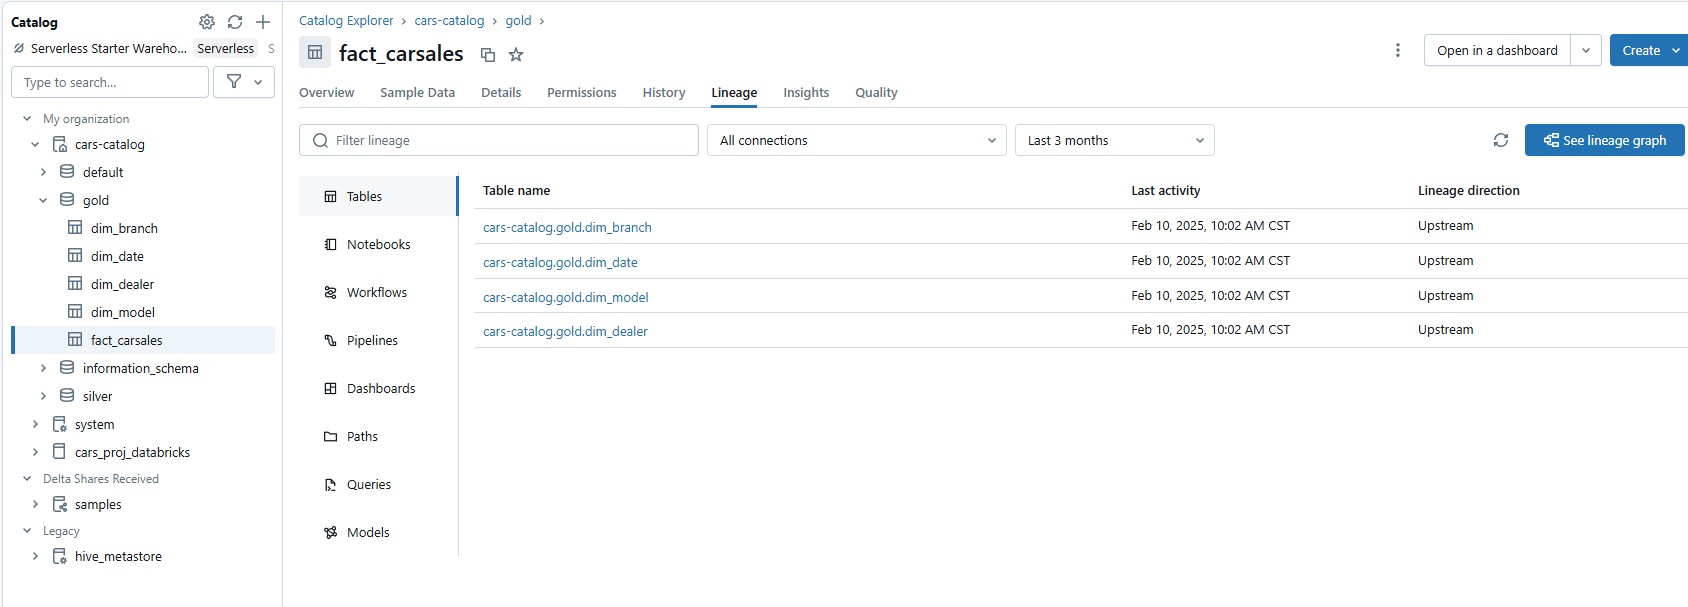 Catalog
Serverless Starter Wareho... Serverless S
Type to search...
My organization
cars-catalog
default
gold
dim_branch
dim_date
dim_dealer
dim_model
fact_carsales
information_schema
silver
system
cars_proj_databricks
Delta Shares Received
samples
Legacy
hive_metastore
Catalog Explorer > cars-catalog > gold >
fact_carsales
Open in a dashboard Create
Overview Sample Data Details Permissions History Lineage Insights Quality
Filter lineage All connections Last 3 months See lineage graph
Tables
Notebooks
Workflows
Pipelines
Dashboards
Paths
Queries
Models
Table name Last activity Lineage direction
cars-catalog.gold.dim_branch Feb 10, 2025, 10:02 AM CST Upstream
cars-catalog.gold.dim_date Feb 10, 2025, 10:02 AM CST Upstream
cars-catalog.gold.dim_model Feb 10, 2025, 10:02 AM CST Upstream
cars-catalog.gold.dim_dealer Feb 10, 2025, 10:02 AM CST Upstream